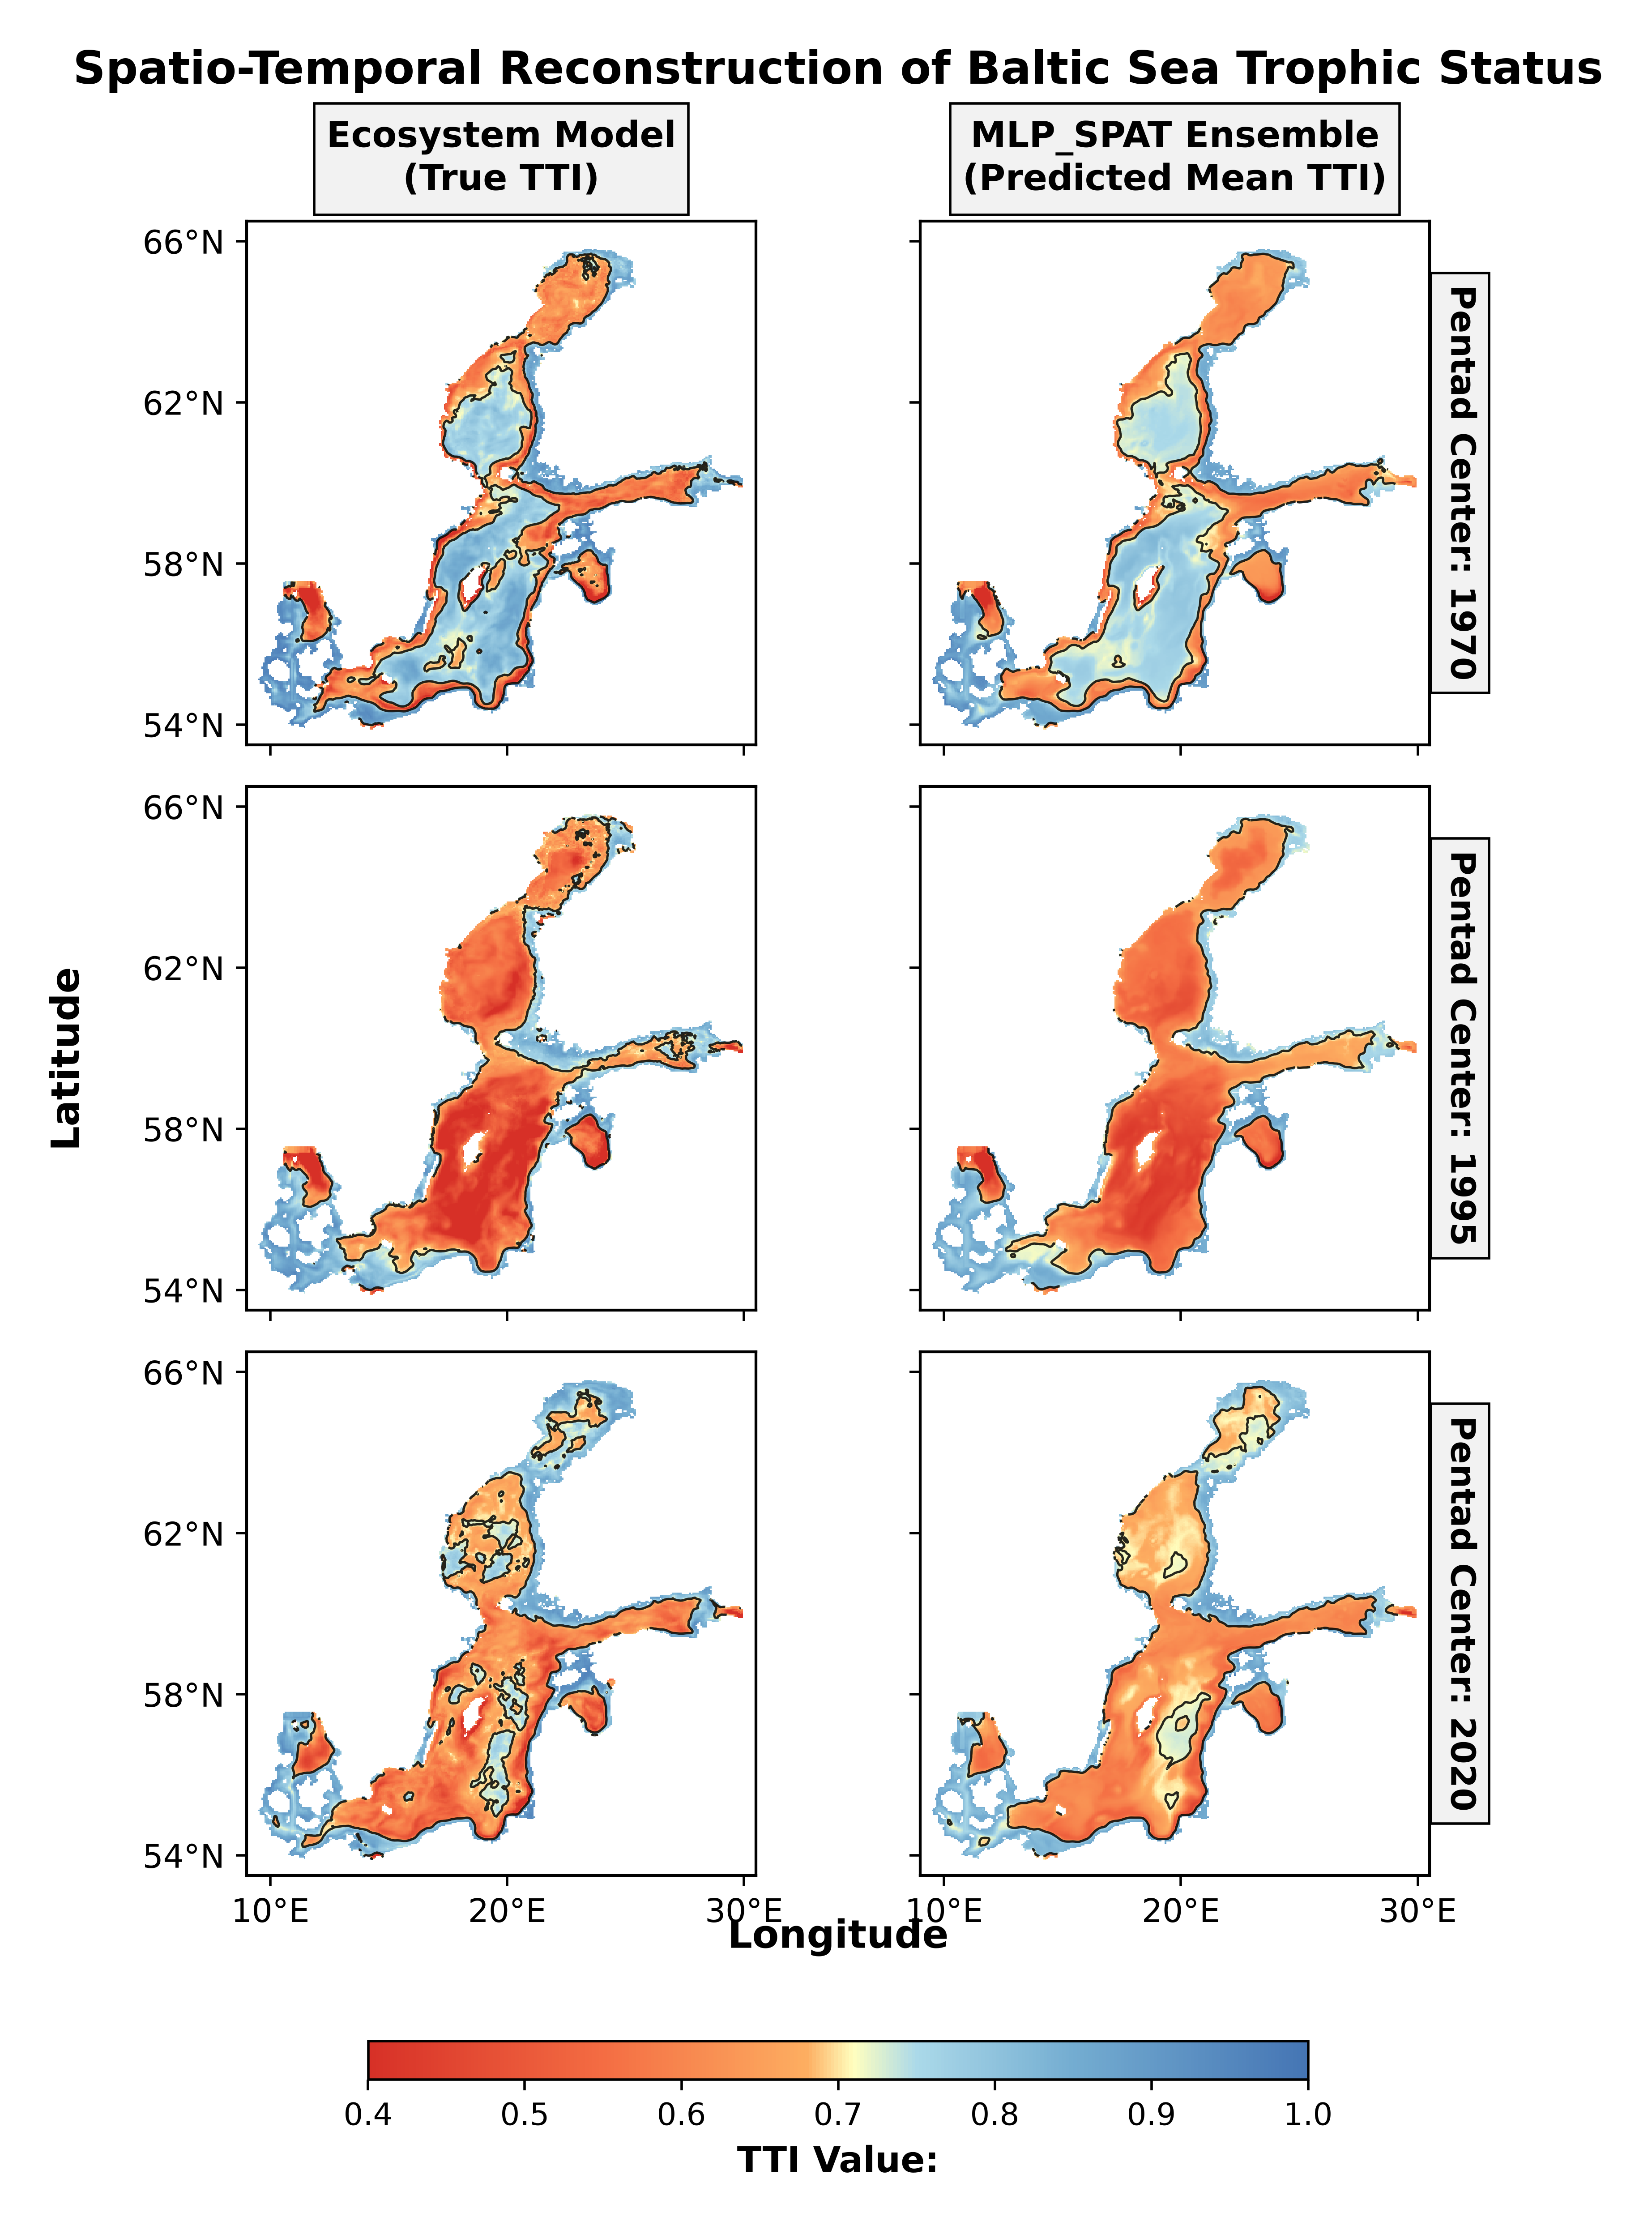 Spatio-Temporal Reconstruction of Baltic Sea Trophic Status
Ecosystem Model
(True TTI)
MLP_SPAT Ensemble
(Predicted Mean TTI)
66°N
62°N
58°N
54°N
Pentad Center: 1970
66°N
62°N
58°N
54°N
Pentad Center: 1995
Latitude
66°N
62°N
58°N
54°N
Pentad Center: 2020
10°E 20°E 30°E 10°E 20°E 30°E
Longitude
0.4 0.5 0.6 0.7 0.8 0.9 1.0
TTI Value: